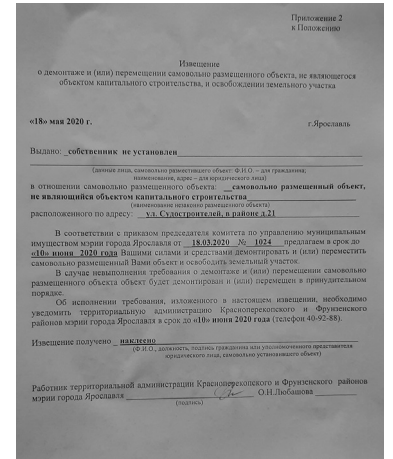 Приложение 2
к Положению
Извещение
о демонтаже и (или) перемещении самовольно размещенного объекта, не являющегося
объектом капитального строительства, и освобождении земельного участка
«18» мая 2020 г. г.Ярославль
Выдано: _собственник не установлен
(данные лица, самовольно разместившего объект: Ф.И.О. – для гражданина;
наименование, адрес – для юридического лица)
в отношении самовольно размещенного объекта: __самовольно размещенный объект,
не являющийся объектом капитального строительства
(наименование незаконно размещенного объекта)
расположенного по адресу: ул. Судостроителей, в районе д.21
В соответствии с приказом председателя комитета по управлению муниципальным
имуществом мэрии города Ярославля от 18.03.2020 № 1024 предлагаем в срок до
«10» июня 2020 года Вашими силами и средствами демонтировать и (или) переместить
самовольно размещенный Вами объект и освободить земельный участок.
В случае невыполнения требования о демонтаже и (или) перемещении самовольно
размещенного объекта объект будет демонтирован и (или) перемещен в принудительном
порядке.
Об исполнении требования, изложенного в настоящем извещении, необходимо
уведомить территориальную администрацию Красноперекопского и Фрунзенского
районов мэрии города Ярославля в срок до «10» июня 2020 года (телефон 40-92-88).
Извещение получено _ наклеено
(Ф.И.О., должность, подпись гражданина или уполномоченного представителя
юридического лица, самовольно установившего объект)
Работник территориальной администрации Красноперекопского и Фрунзенского районов
мэрии города Ярославля О.Н.Любашова
(подпись)